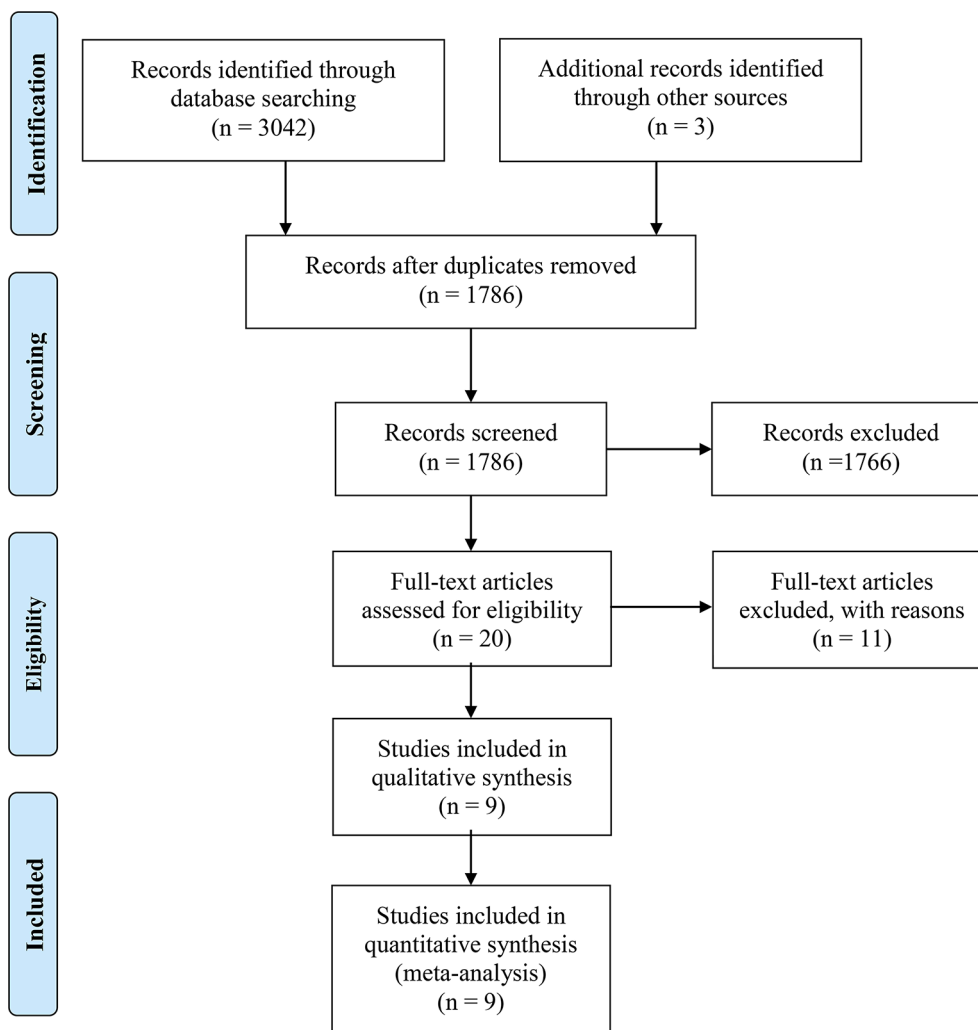 Identification
Records identified through
database searching
(n = 3042)
Additional records identified
through other sources
(n = 3)
Records after duplicates removed
(n = 1786)
Screening
Records screened
(n = 1786)
Records excluded
(n =1766)
Eligibility
Full-text articles
assessed for eligibility
(n = 20)
Full-text articles
excluded, with reasons
(n = 11)
Studies included in
qualitative synthesis
(n = 9)
Included
Studies included in
quantitative synthesis
(meta-analysis)
(n = 9)